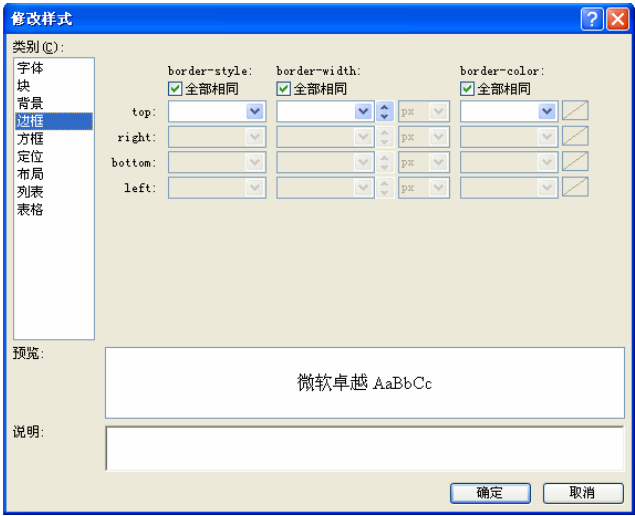 修改样式
类别(C):
字体
块
背景
边框
方框
定位
布局
列表
表格
border-style: border-width: border-color:
全部相同 全部相同 全部相同
top: px
right: px
bottom: px
left: px
预览:
微软卓越 AaBbCc
说明:
确定 取消